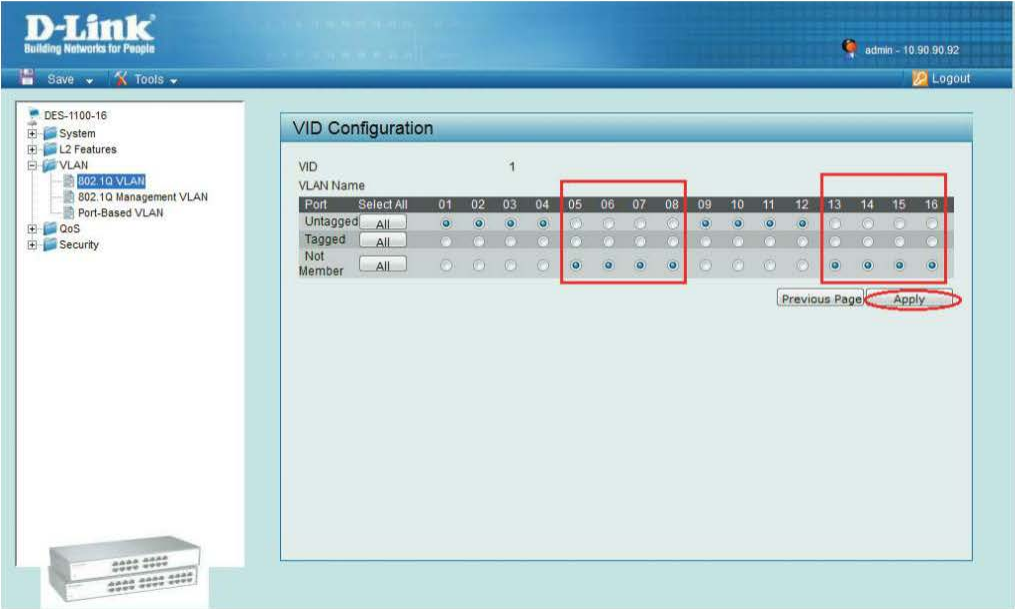 D-Link
Building Networks for People
admin - 10.90.90.92
Save Tools Logout
DES-1100-16
System
L2 Features
VLAN
802.1Q VLAN
802.1Q Management VLAN
Port-Based VLAN
QoS
Security
VID Configuration
VID 1
VLAN Name
Port Select All 01 02 03 04 05 06 07 08 09 10 11 12 13 14 15 16
Untagged All
Tagged All
Not
Member All
Previous Page Apply